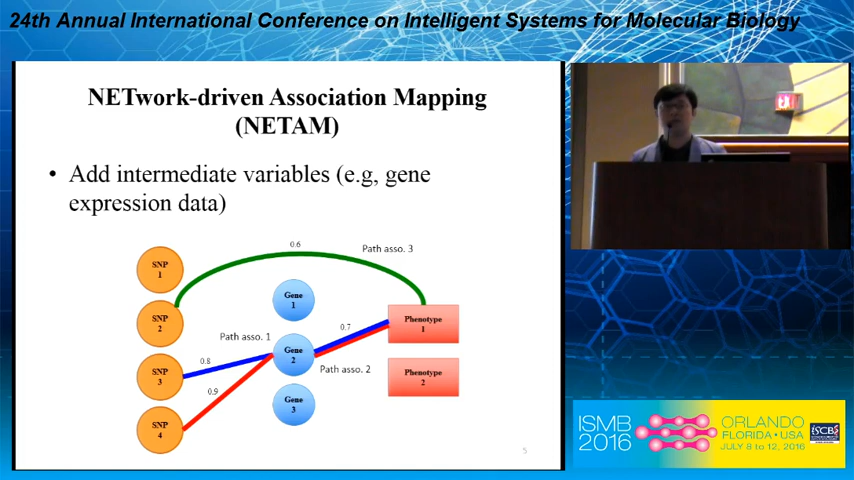 24th Annual International Conference on Intelligent Systems for Molecular Biology
NETwork-driven Association Mapping
(NETAM)
• Add intermediate variables (e.g, gene
expression data)
0.6
Path asso. 3
SNP
1
Gene
1
SNP
2
Phenotype
1
0.7
Path asso. 1
Gene
2
0.8
Path asso. 2
SNP
3
Phenotype
2
0.9
Gene
3
SNP
4
5
ISMB
2016
ORLANDO
FLORIDA • USA
JULY 8 to 12, 2016
ISCB